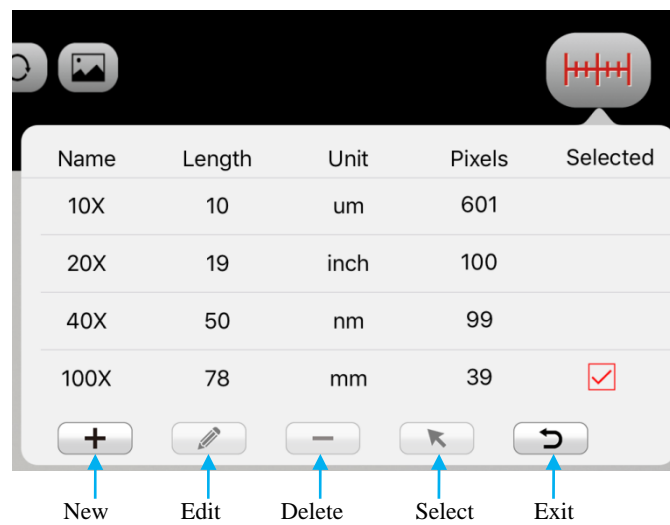 Name Length Unit Pixels Selected
10X 10 um 601
20X 19 inch 100
40X 50 nm 99
100X 78 mm 39
New Edit Delete Select Exit